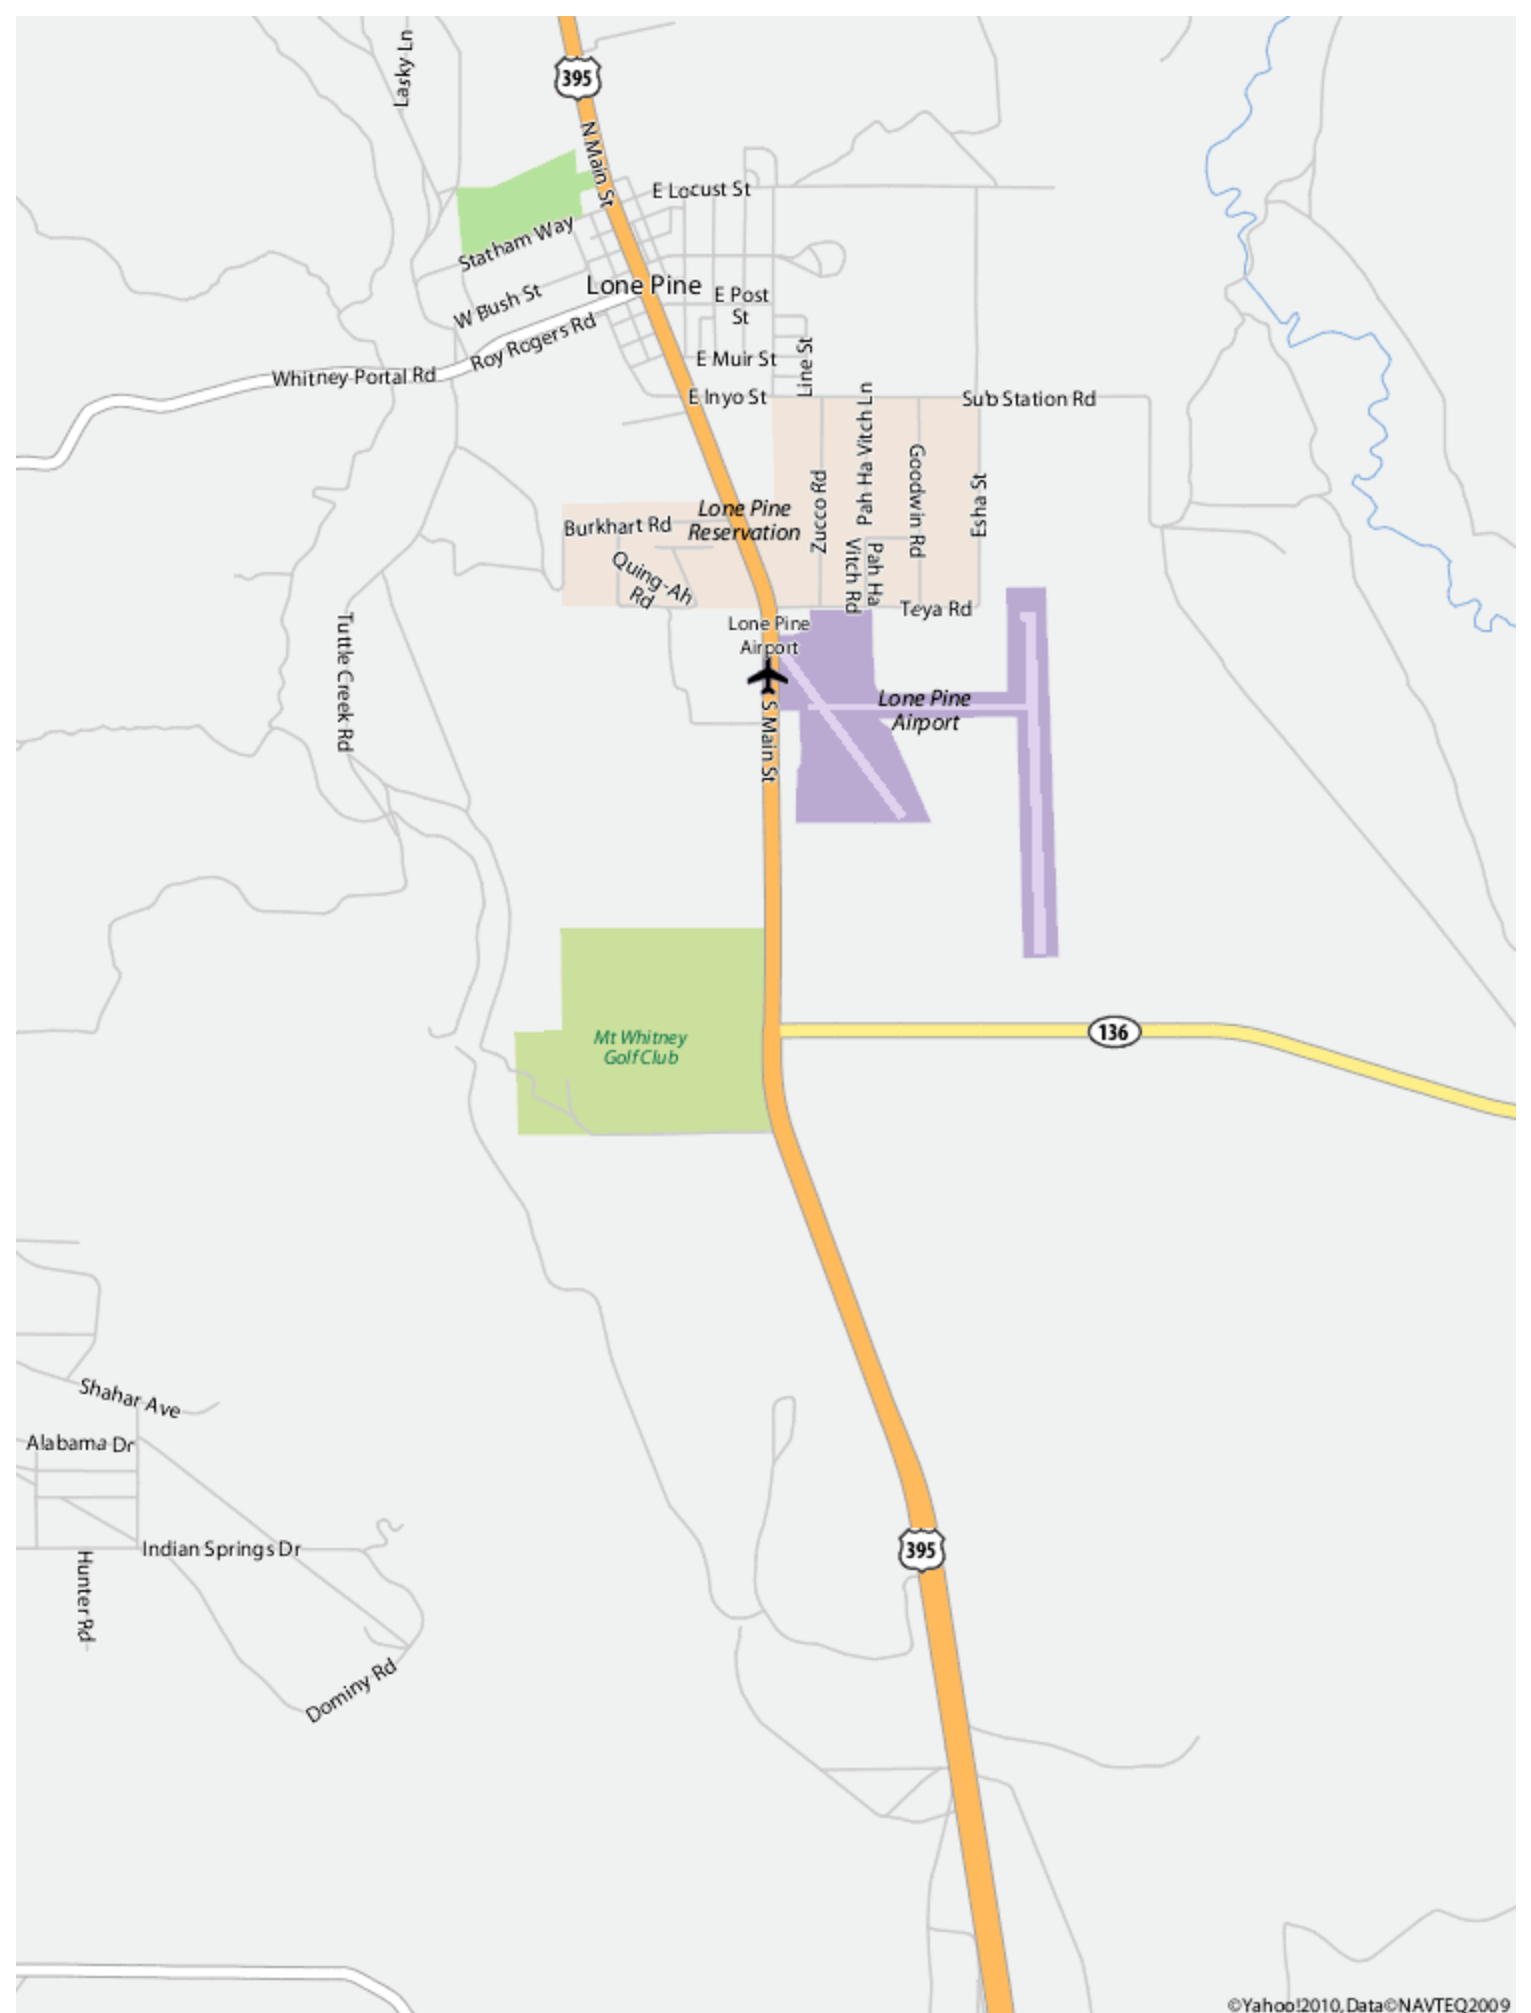 Lasky Ln
395
N Main St
E Locust St
Statham Way
Lone Pine
W Bush St
E Post
St
Roy Rogers Rd
Whitney Portal Rd
E Muir St
Line St
E Inyo St
Pah Ha Vitch Ln
Sub Station Rd
Goodwin Rd
Zucco Rd
Esha St
Lone Pine
Reservation
Burkhart Rd
Quing-Ah
Rd
Pah Ha
Vitch Rd
Teya Rd
Lone Pine
Airport
Tuttle Creek Rd
Lone Pine
Airport
S Main St
Mt Whitney
Golf Club
136
Shahar Ave
Alabama Dr
Indian Springs Dr
395
Hunter Rd
Dominy Rd
©Yahoo!2010, Data©NAVTEQ2009